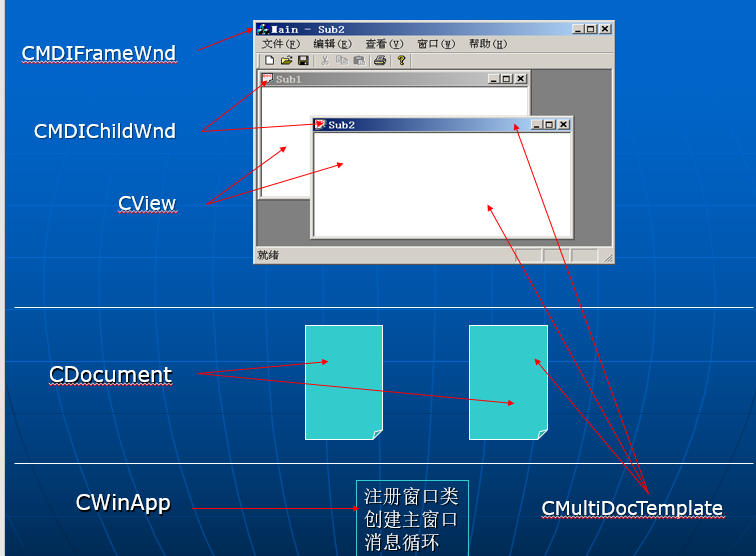 Main - Sub2
CMDIFrameWnd
文件(F) 编辑(E) 查看(V) 窗口(W) 帮助(H)
Sub1
CMDIChildWnd
Sub2
CView
就绪
CDocument
CWinApp
注册窗口类
创建主窗口
消息循环
CMultiDocTemplate